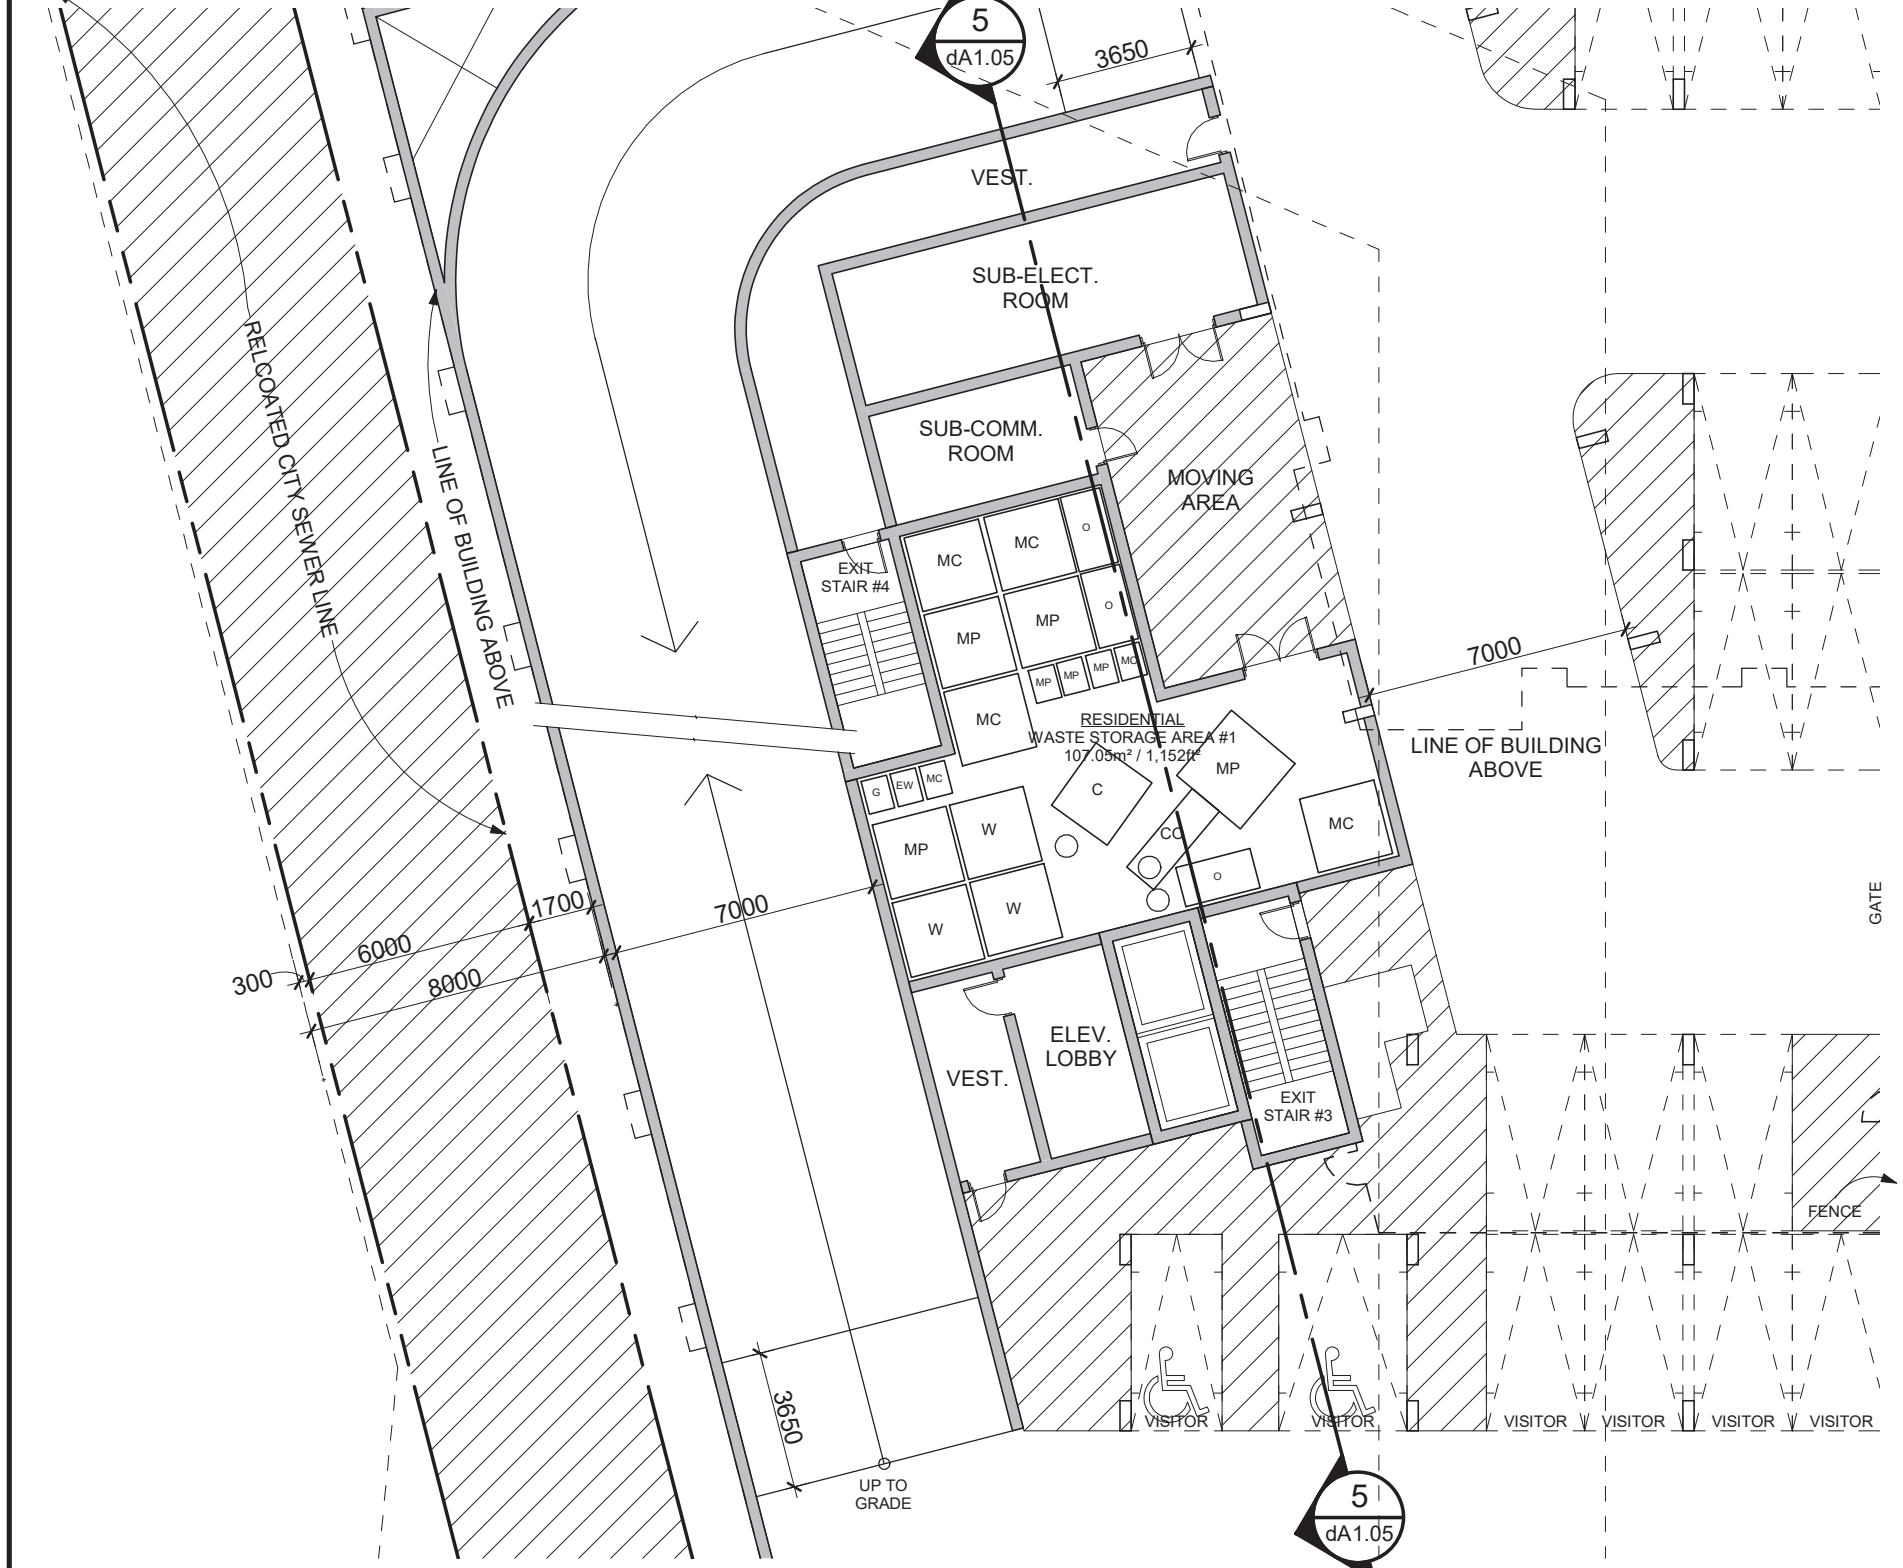 5
dA1.05
3650
VEST.
SUB-ELECT.
ROOM
RELCOATED CITY SEWER LINE
LINE OF BUILDING ABOVE
SUB-COMM.
ROOM
MOVING
AREA
MC
MC
O
EXIT
STAIR #4
MP
MP
O
MP
MP
MP
MC
MC
7000
RESIDENTIAL
WASTE STORAGE AREA #1
107.05m² / 1,152ft²
LINE OF BUILDING
ABOVE
G
EW
MC
C
MP
MC
CO
MP
W
O
W
W
GATE
1700
7000
6000
300
8000
ELEV.
LOBBY
VEST.
EXIT
STAIR #3
FENCE
3650
VISITOR
VISITOR
VISITOR
VISITOR
VISITOR
VISITOR
UP TO
GRADE
5
dA1.05